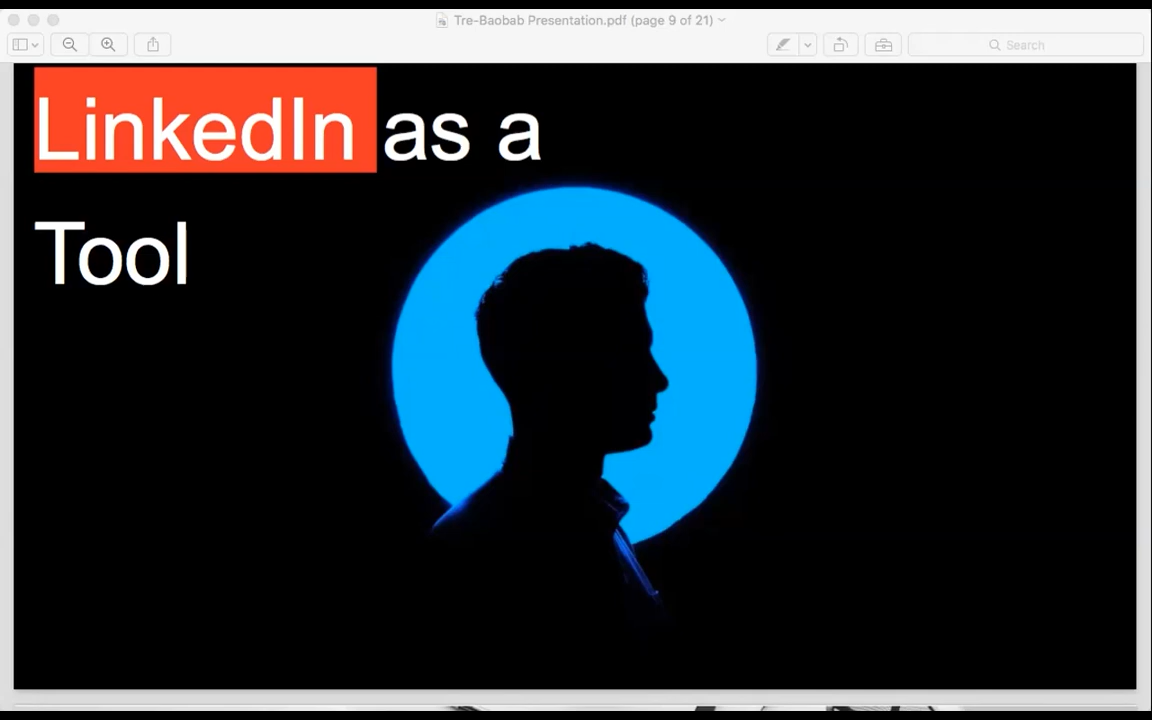 Tre-Baobab Presentation.pdf (page 9 of 21)
Search
LinkedIn as a
Tool